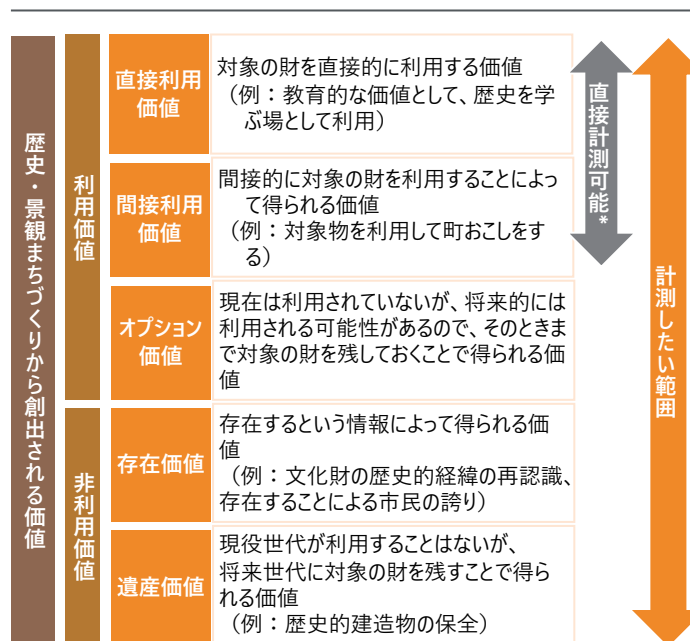 歴史・景観まちづくりから創出される価値
利用価値
直接利用
価値
対象の財を直接的に利用する価値
（例：教育的な価値として、歴史を学
ぶ場として利用）
間接利用
価値
間接的に対象の財を利用することによっ
て得られる価値
（例：対象物を利用して町おこしをす
る）
オプション
価値
現在は利用されていないが、将来的には
利用される可能性があるので、そのときま
で対象の財を残しておくことで得られる価
値
非利用価値
存在価値
存在するという情報によって得られる価
値
（例：文化財の歴史的経緯の再認識、
存在することによる市民の誇り）
遺産価値
現役世代が利用することはないが、
将来世代に対象の財を残すことで得ら
れる価値
（例：歴史的建造物の保全）
直接計測可能*
計測したい範囲